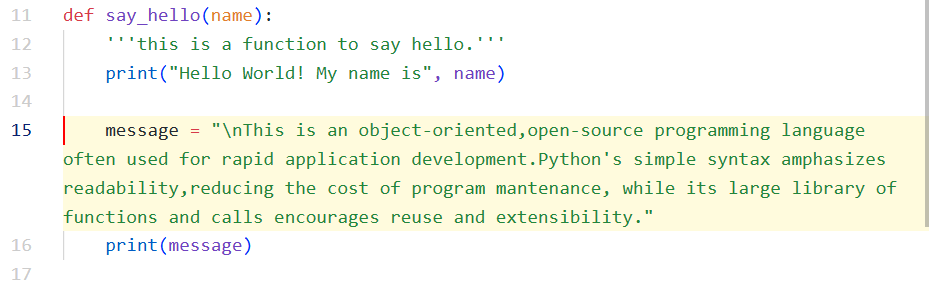 11 def say_hello(name):
12     '''this is a function to say hello.'''
13     print("Hello World! My name is", name)
14
15     message = "\nThis is an object-oriented,open-source programming language
often used for rapid application development.Python's simple syntax amphasizes
readability,reducing the cost of program mantenance, while its large library of
functions and calls encourages reuse and extensibility."
16     print(message)
17